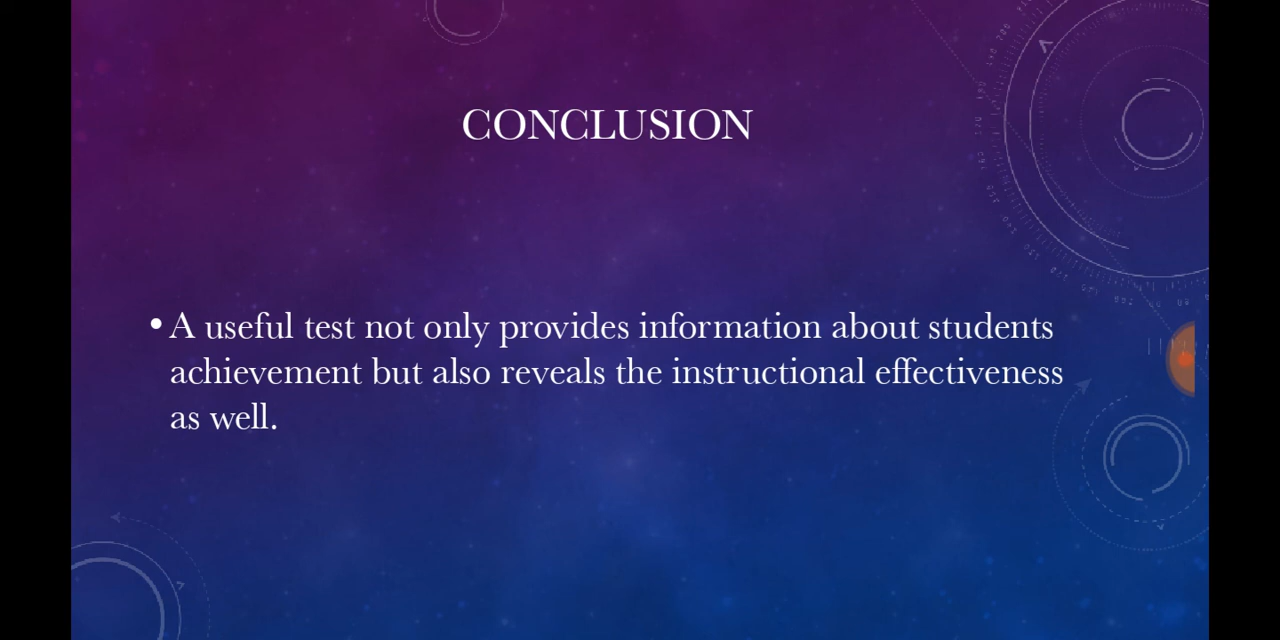 CONCLUSION
• A useful test not only provides information about students
achievement but also reveals the instructional effectiveness
as well.